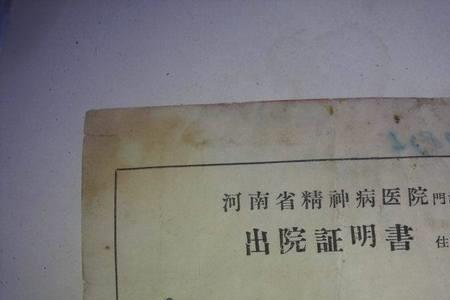 河南省精神病医院門
出院証明書 住